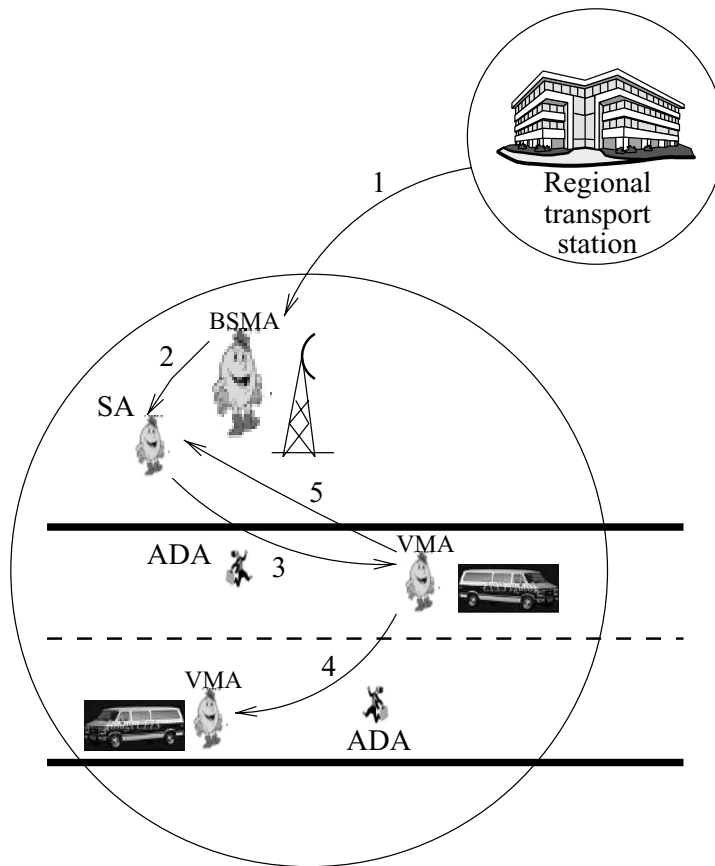 Regional
transport
station
1
BSMA
2
SA
5
ADA
3
VMA
4
VMA
ADA